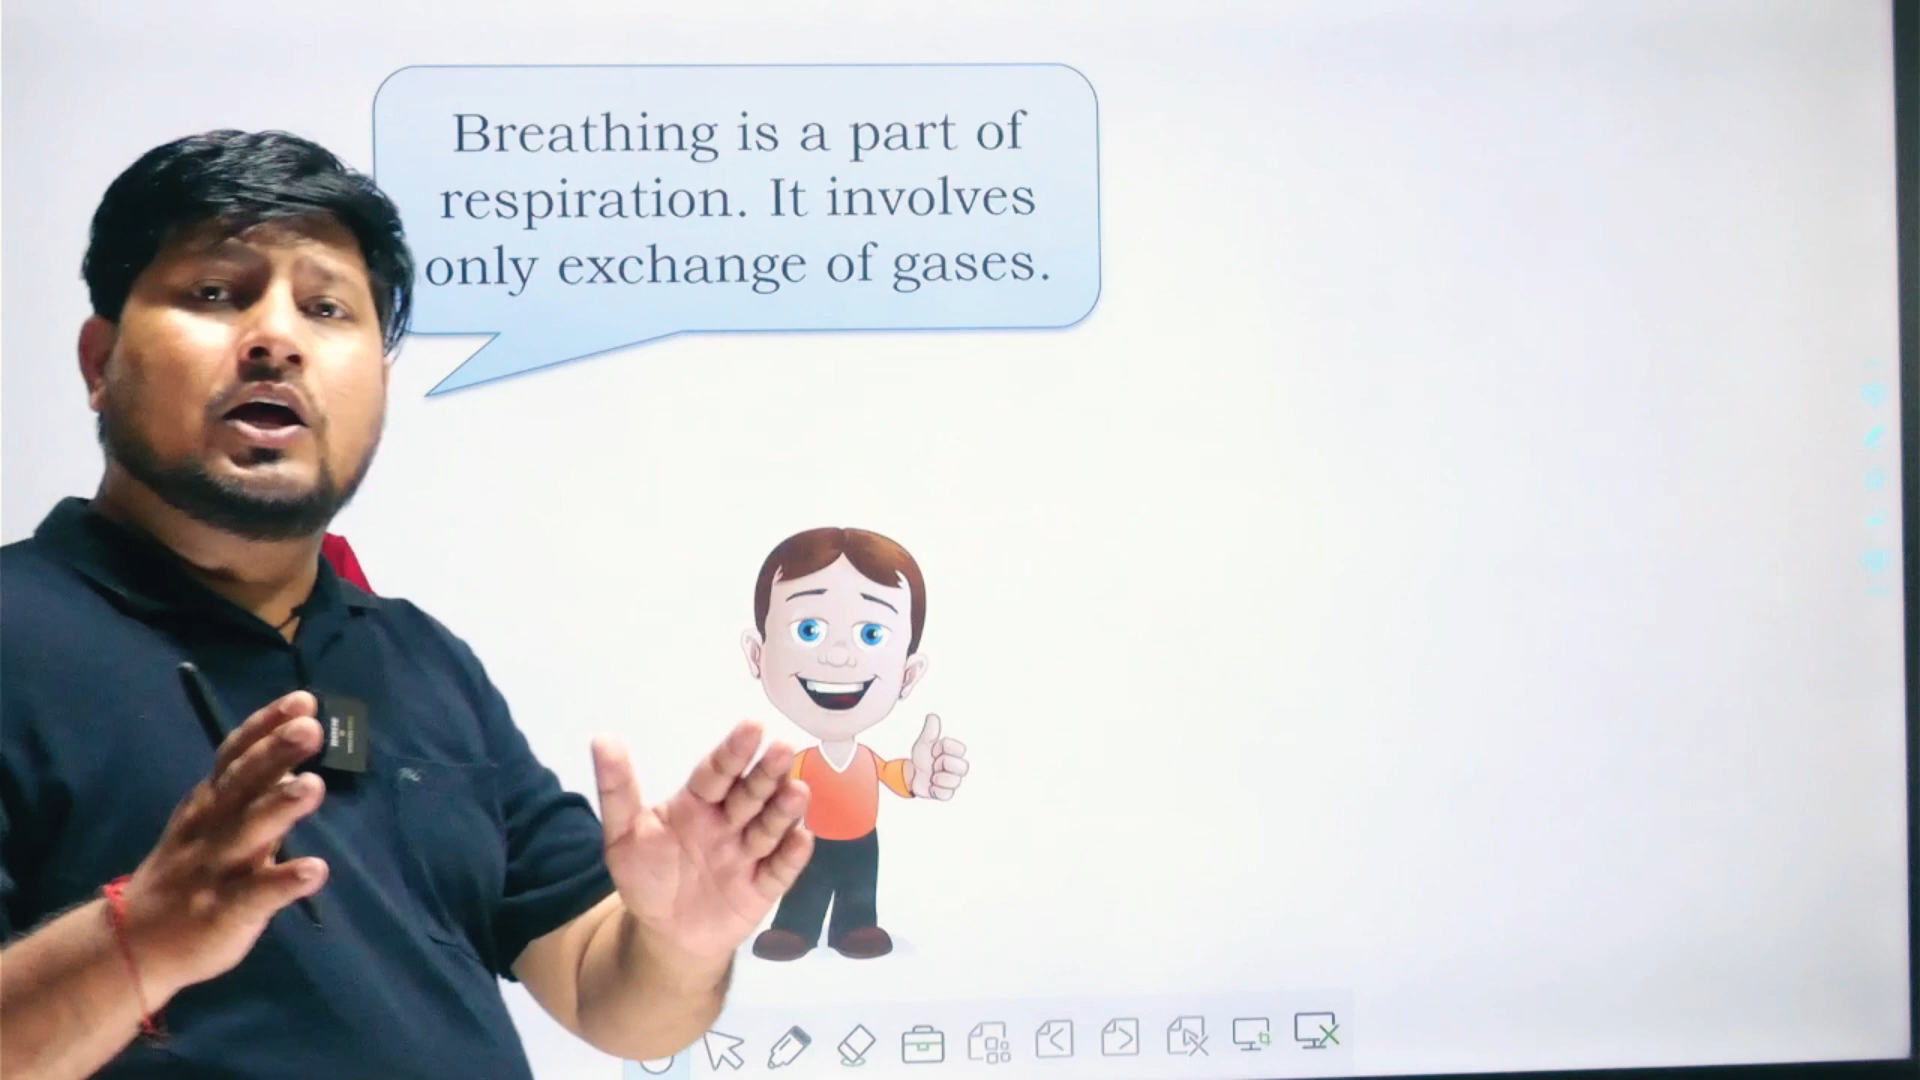 Breathing is a part of
respiration. It involves
only exchange of gases.